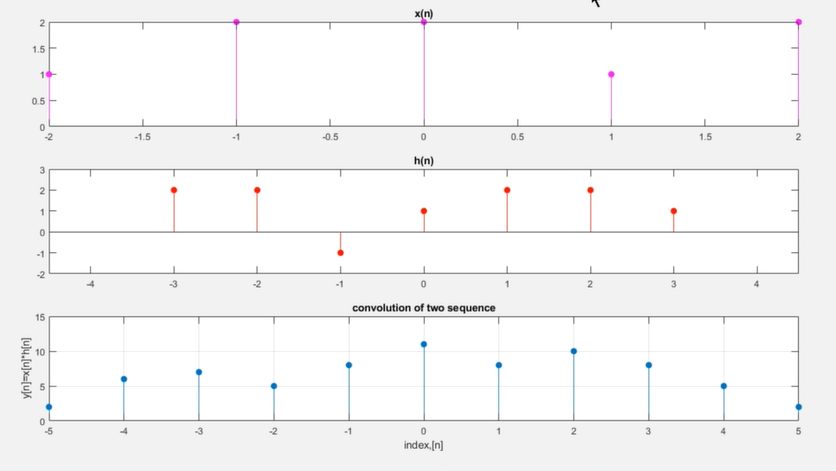 x(n)
2
1.5
1
0.5
0
-2 -1.5 -1 -0.5 0 0.5 1 1.5 2
h(n)
3
2
1
0
-1
-2
-4 -3 -2 -1 0 1 2 3 4
convolution of two sequence
15
10
5
0
y[n]=x[n]*h[n]
-5 -4 -3 -2 -1 0 1 2 3 4 5
index,[n]